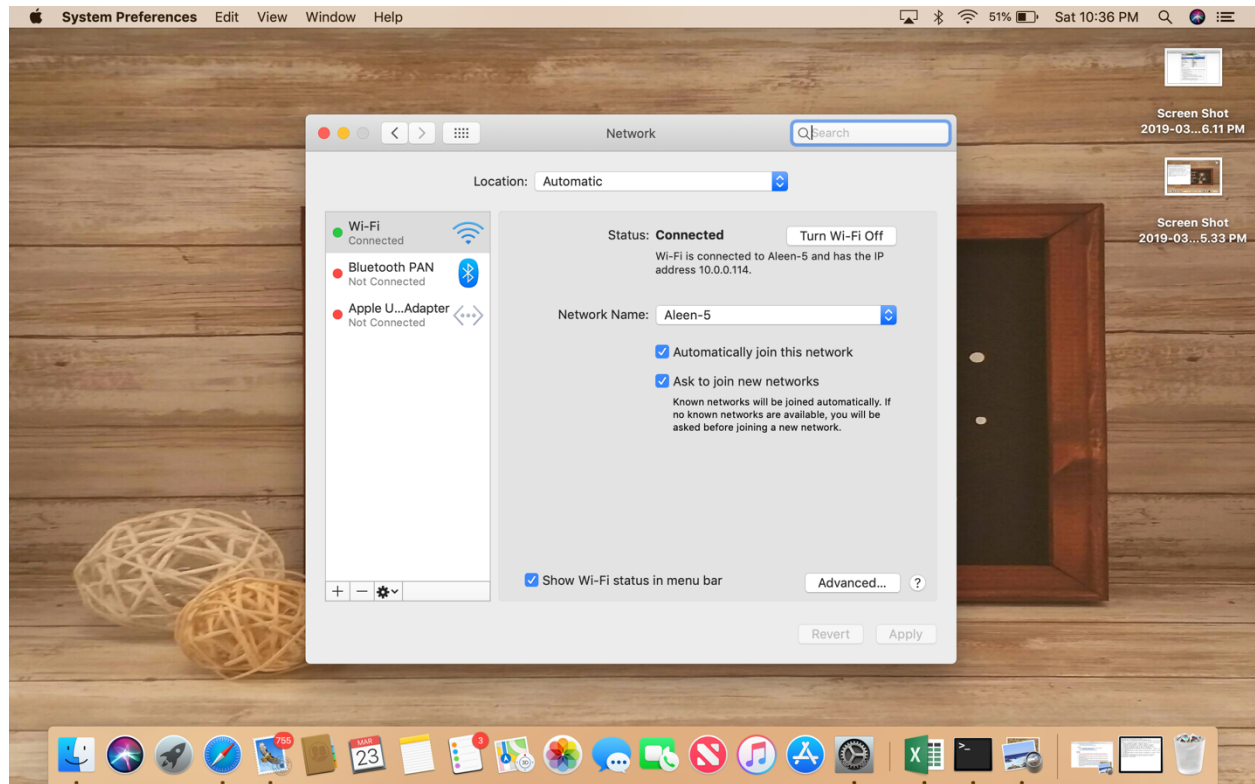 System Preferences Edit View Window Help 51% Sat 10:36 PM
Screen Shot
2019-03...6.11 PM
Screen Shot
2019-03...5.33 PM
Network
Search
Location: Automatic
Wi-Fi
Connected
Bluetooth PAN
Not Connected
Apple U...Adapter
Not Connected
Status: Connected
Turn Wi-Fi Off
Wi-Fi is connected to Aleen-5 and has the IP
address 10.0.0.114.
Network Name: Aleen-5
Automatically join this network
Ask to join new networks
Known networks will be joined automatically. If
no known networks are available, you will be
asked before joining a new network.
Show Wi-Fi status in menu bar
Advanced... ?
Revert Apply
755
MAR
23
3
3D
X
>_